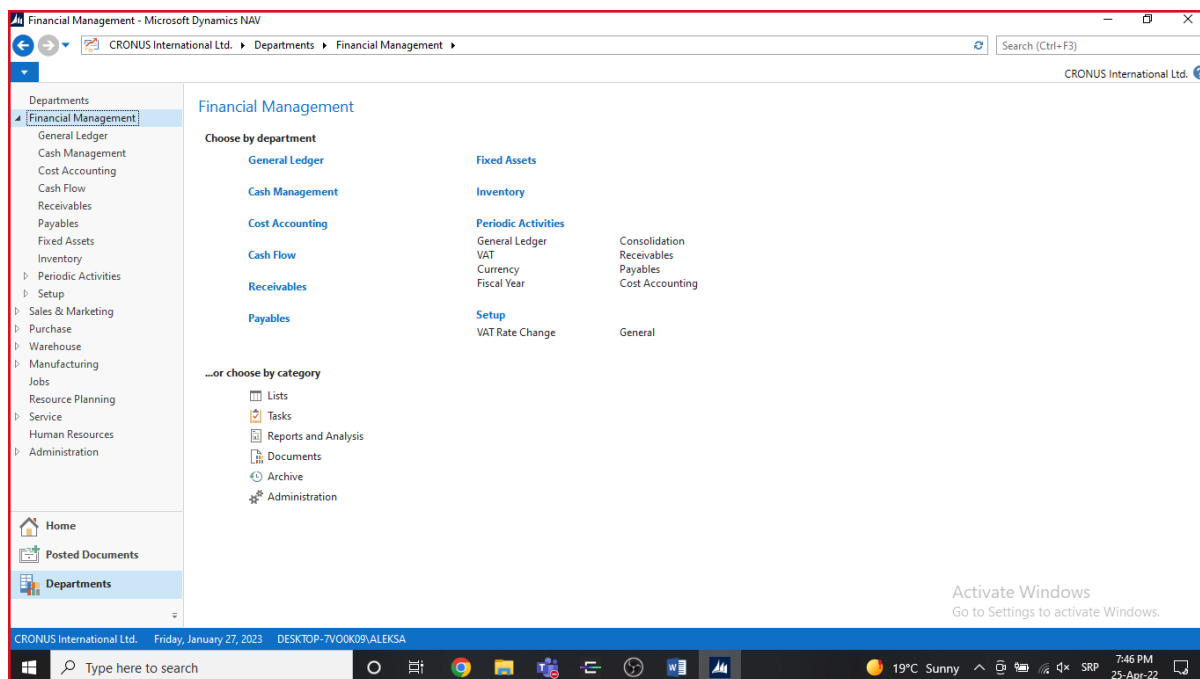 Financial Management - Microsoft Dynamics NAV
CRONUS International Ltd. Departments Financial Management
Search (Ctrl+F3)
CRONUS International Ltd.
Departments
Financial Management
General Ledger
Cash Management
Cost Accounting
Cash Flow
Receivables
Payables
Fixed Assets
Inventory
Periodic Activities
Setup
Sales & Marketing
Purchase
Warehouse
Manufacturing
Jobs
Resource Planning
Service
Human Resources
Administration
Home
Posted Documents
Departments
Financial Management
Choose by department
General Ledger
Cash Management
Cost Accounting
Cash Flow
Receivables
Payables
Fixed Assets
Inventory
Periodic Activities
General Ledger Consolidation
VAT Receivables
Currency Payables
Fiscal Year Cost Accounting
Setup
VAT Rate Change General
...or choose by category
Lists
Tasks
Reports and Analysis
Documents
Archive
Administration
Activate Windows
Go to Settings to activate Windows.
CRONUS International Ltd. Friday, January 27, 2023 DESKTOP-7VO0K09\ALEKSA
Type here to search
19°C Sunny
SRP
7:46 PM
25-Apr-22